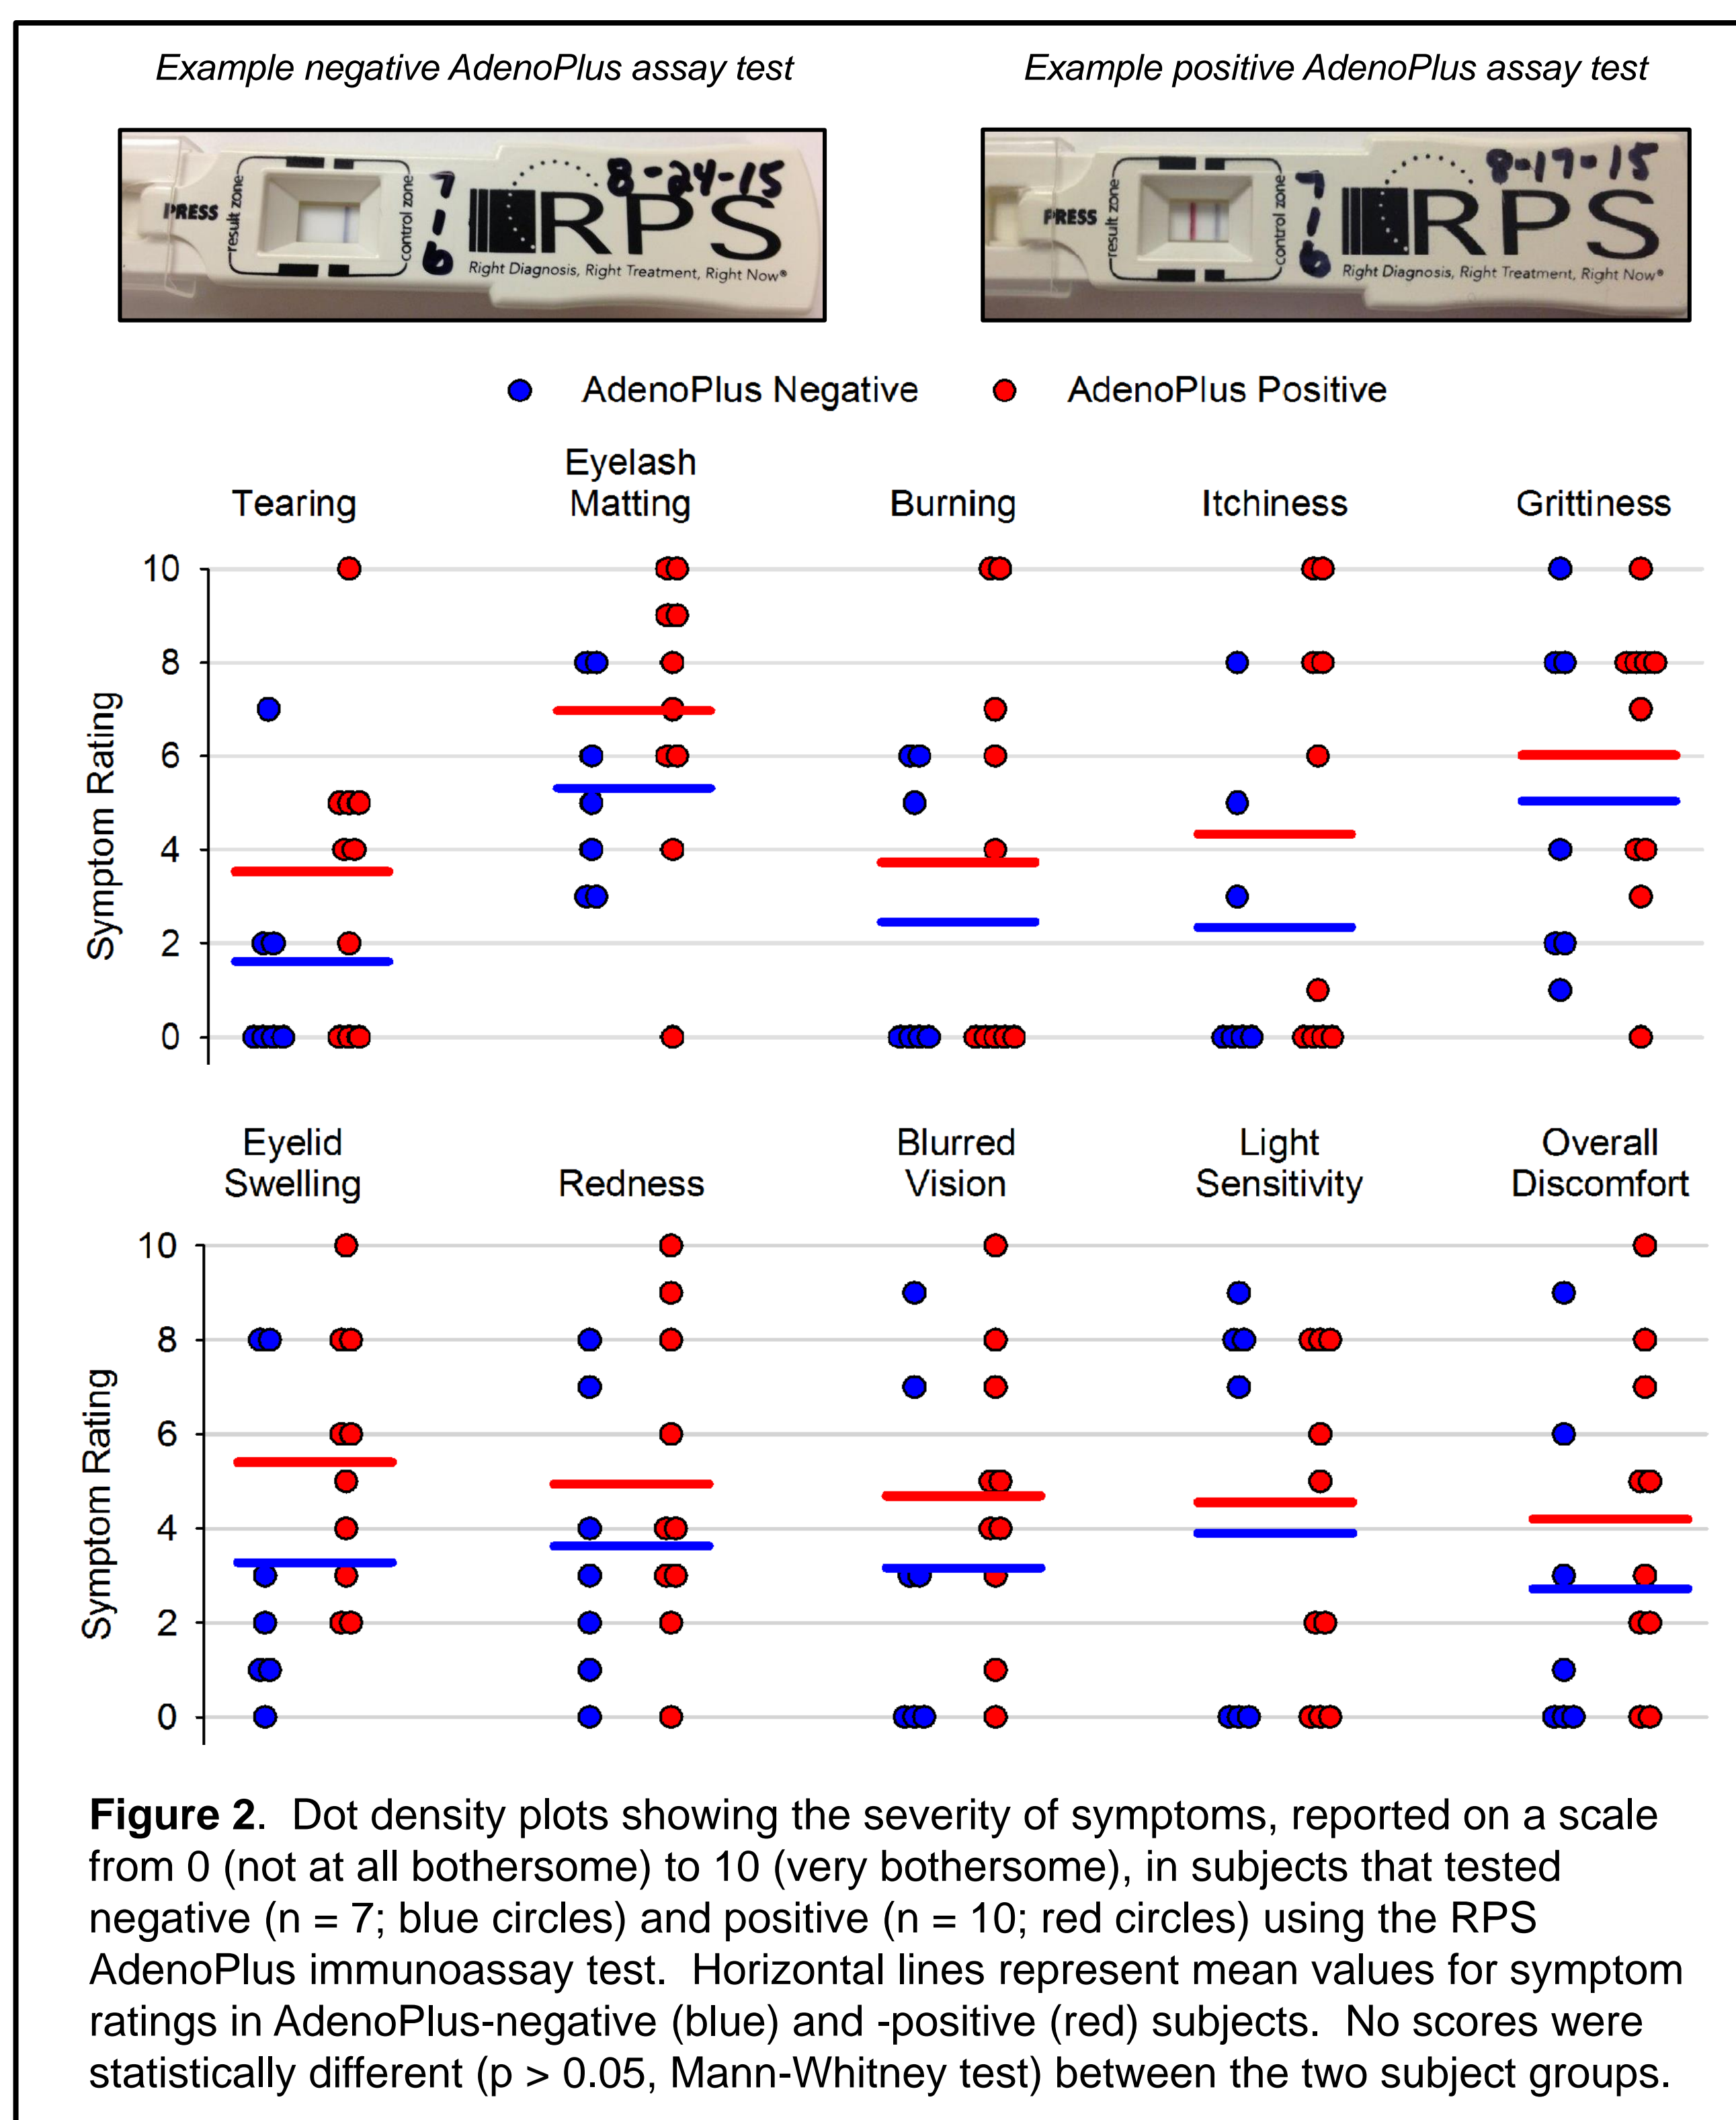 Example negative AdenoPlus assay test
Example positive AdenoPlus assay test
PRESS
result zone
control zone
7-6
8-24-15
RPS
Right Diagnosis, Right Treatment, Right Now®
PRESS
result zone
control zone
7-6
8-17-15
RPS
Right Diagnosis, Right Treatment, Right Now®
AdenoPlus Negative
AdenoPlus Positive
Tearing
Eyelash
Matting
Burning
Itchiness
Grittiness
Symptom Rating
10
8
6
4
2
0
Eyelid
Swelling
Redness
Blurred
Vision
Light
Sensitivity
Overall
Discomfort
Symptom Rating
10
8
6
4
2
0
Figure 2.  Dot density plots showing the severity of symptoms, reported on a scale
from 0 (not at all bothersome) to 10 (very bothersome), in subjects that tested
negative (n = 7; blue circles) and positive (n = 10; red circles) using the RPS
AdenoPlus immunoassay test.  Horizontal lines represent mean values for symptom
ratings in AdenoPlus-negative (blue) and -positive (red) subjects.  No scores were
statistically different (p > 0.05, Mann-Whitney test) between the two subject groups.